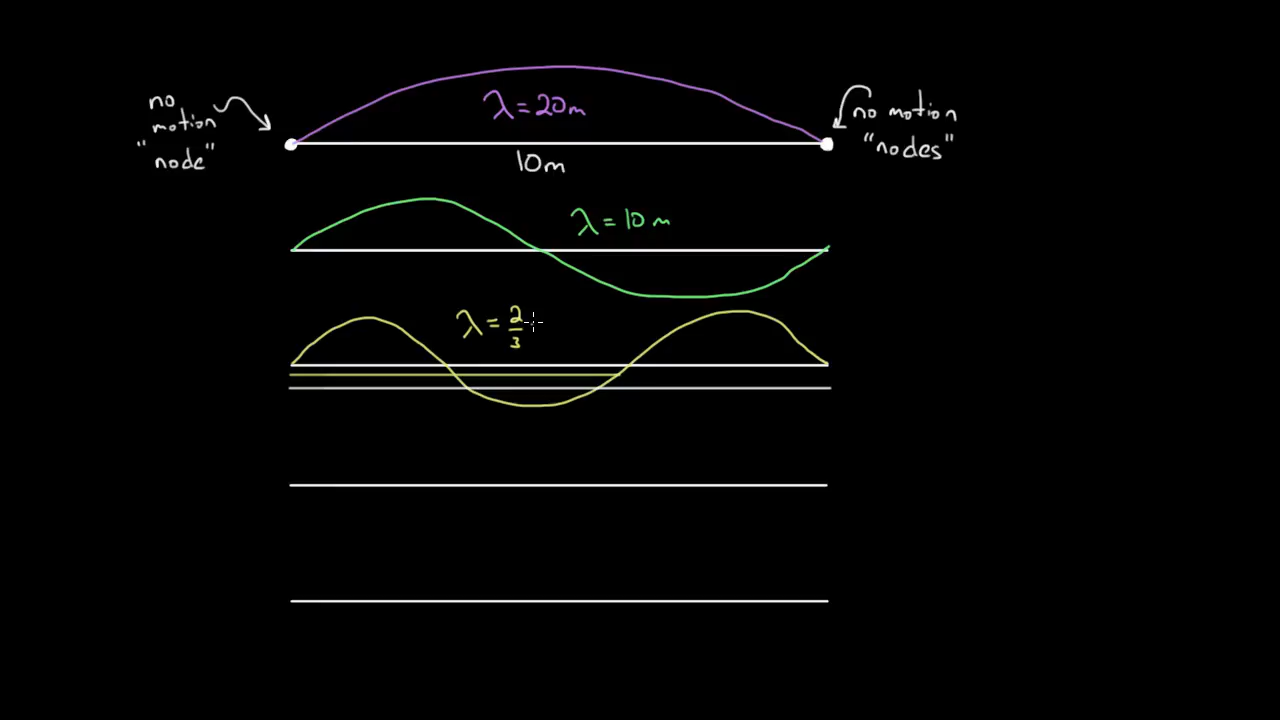 no
motion
"node"
λ = 20m
no motion
"nodes"
10m
λ = 10 m
λ = 2/3